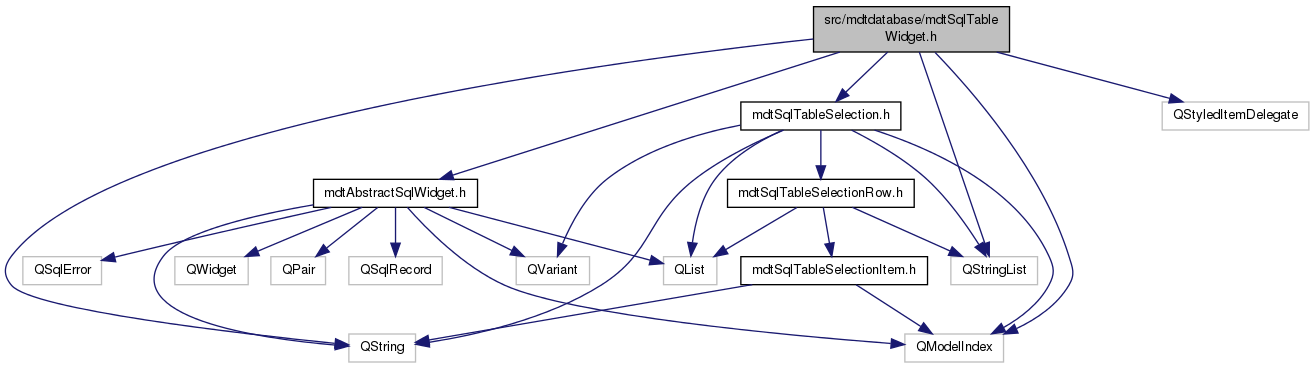 src/mdtdatabase/mdtSqlTable
Widget.h
mdtSqlTableSelection.h
QStyledItemDelegate
mdtAbstractSqlWidget.h
mdtSqlTableSelectionRow.h
QSqlError
QWidget
QPair
QSqlRecord
QVariant
QList
mdtSqlTableSelectionItem.h
QStringList
QString
QModelIndex